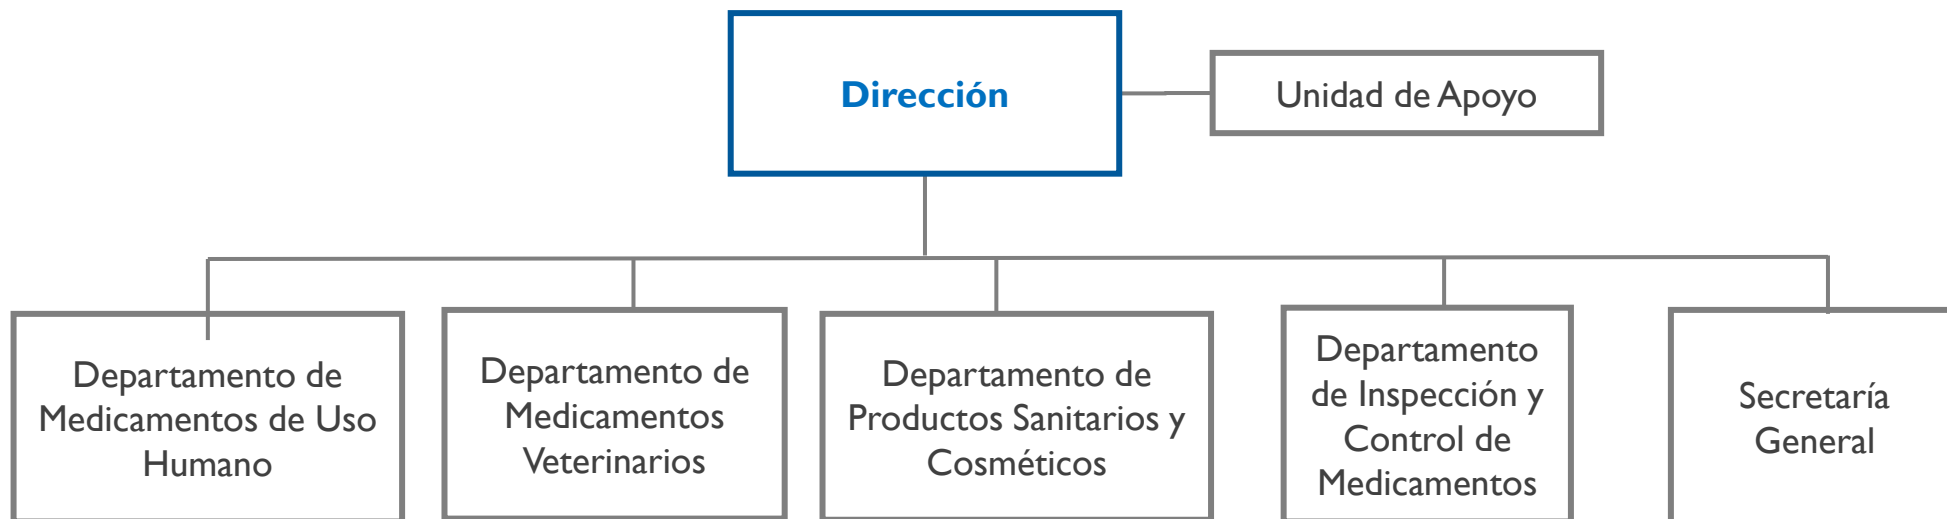 Dirección
Unidad de Apoyo
Departamento de
Medicamentos de Uso
Humano
Departamento de
Medicamentos
Veterinarios
Departamento de
Productos Sanitarios y
Cosméticos
Departamento
de Inspección y
Control de
Medicamentos
Secretaría
General